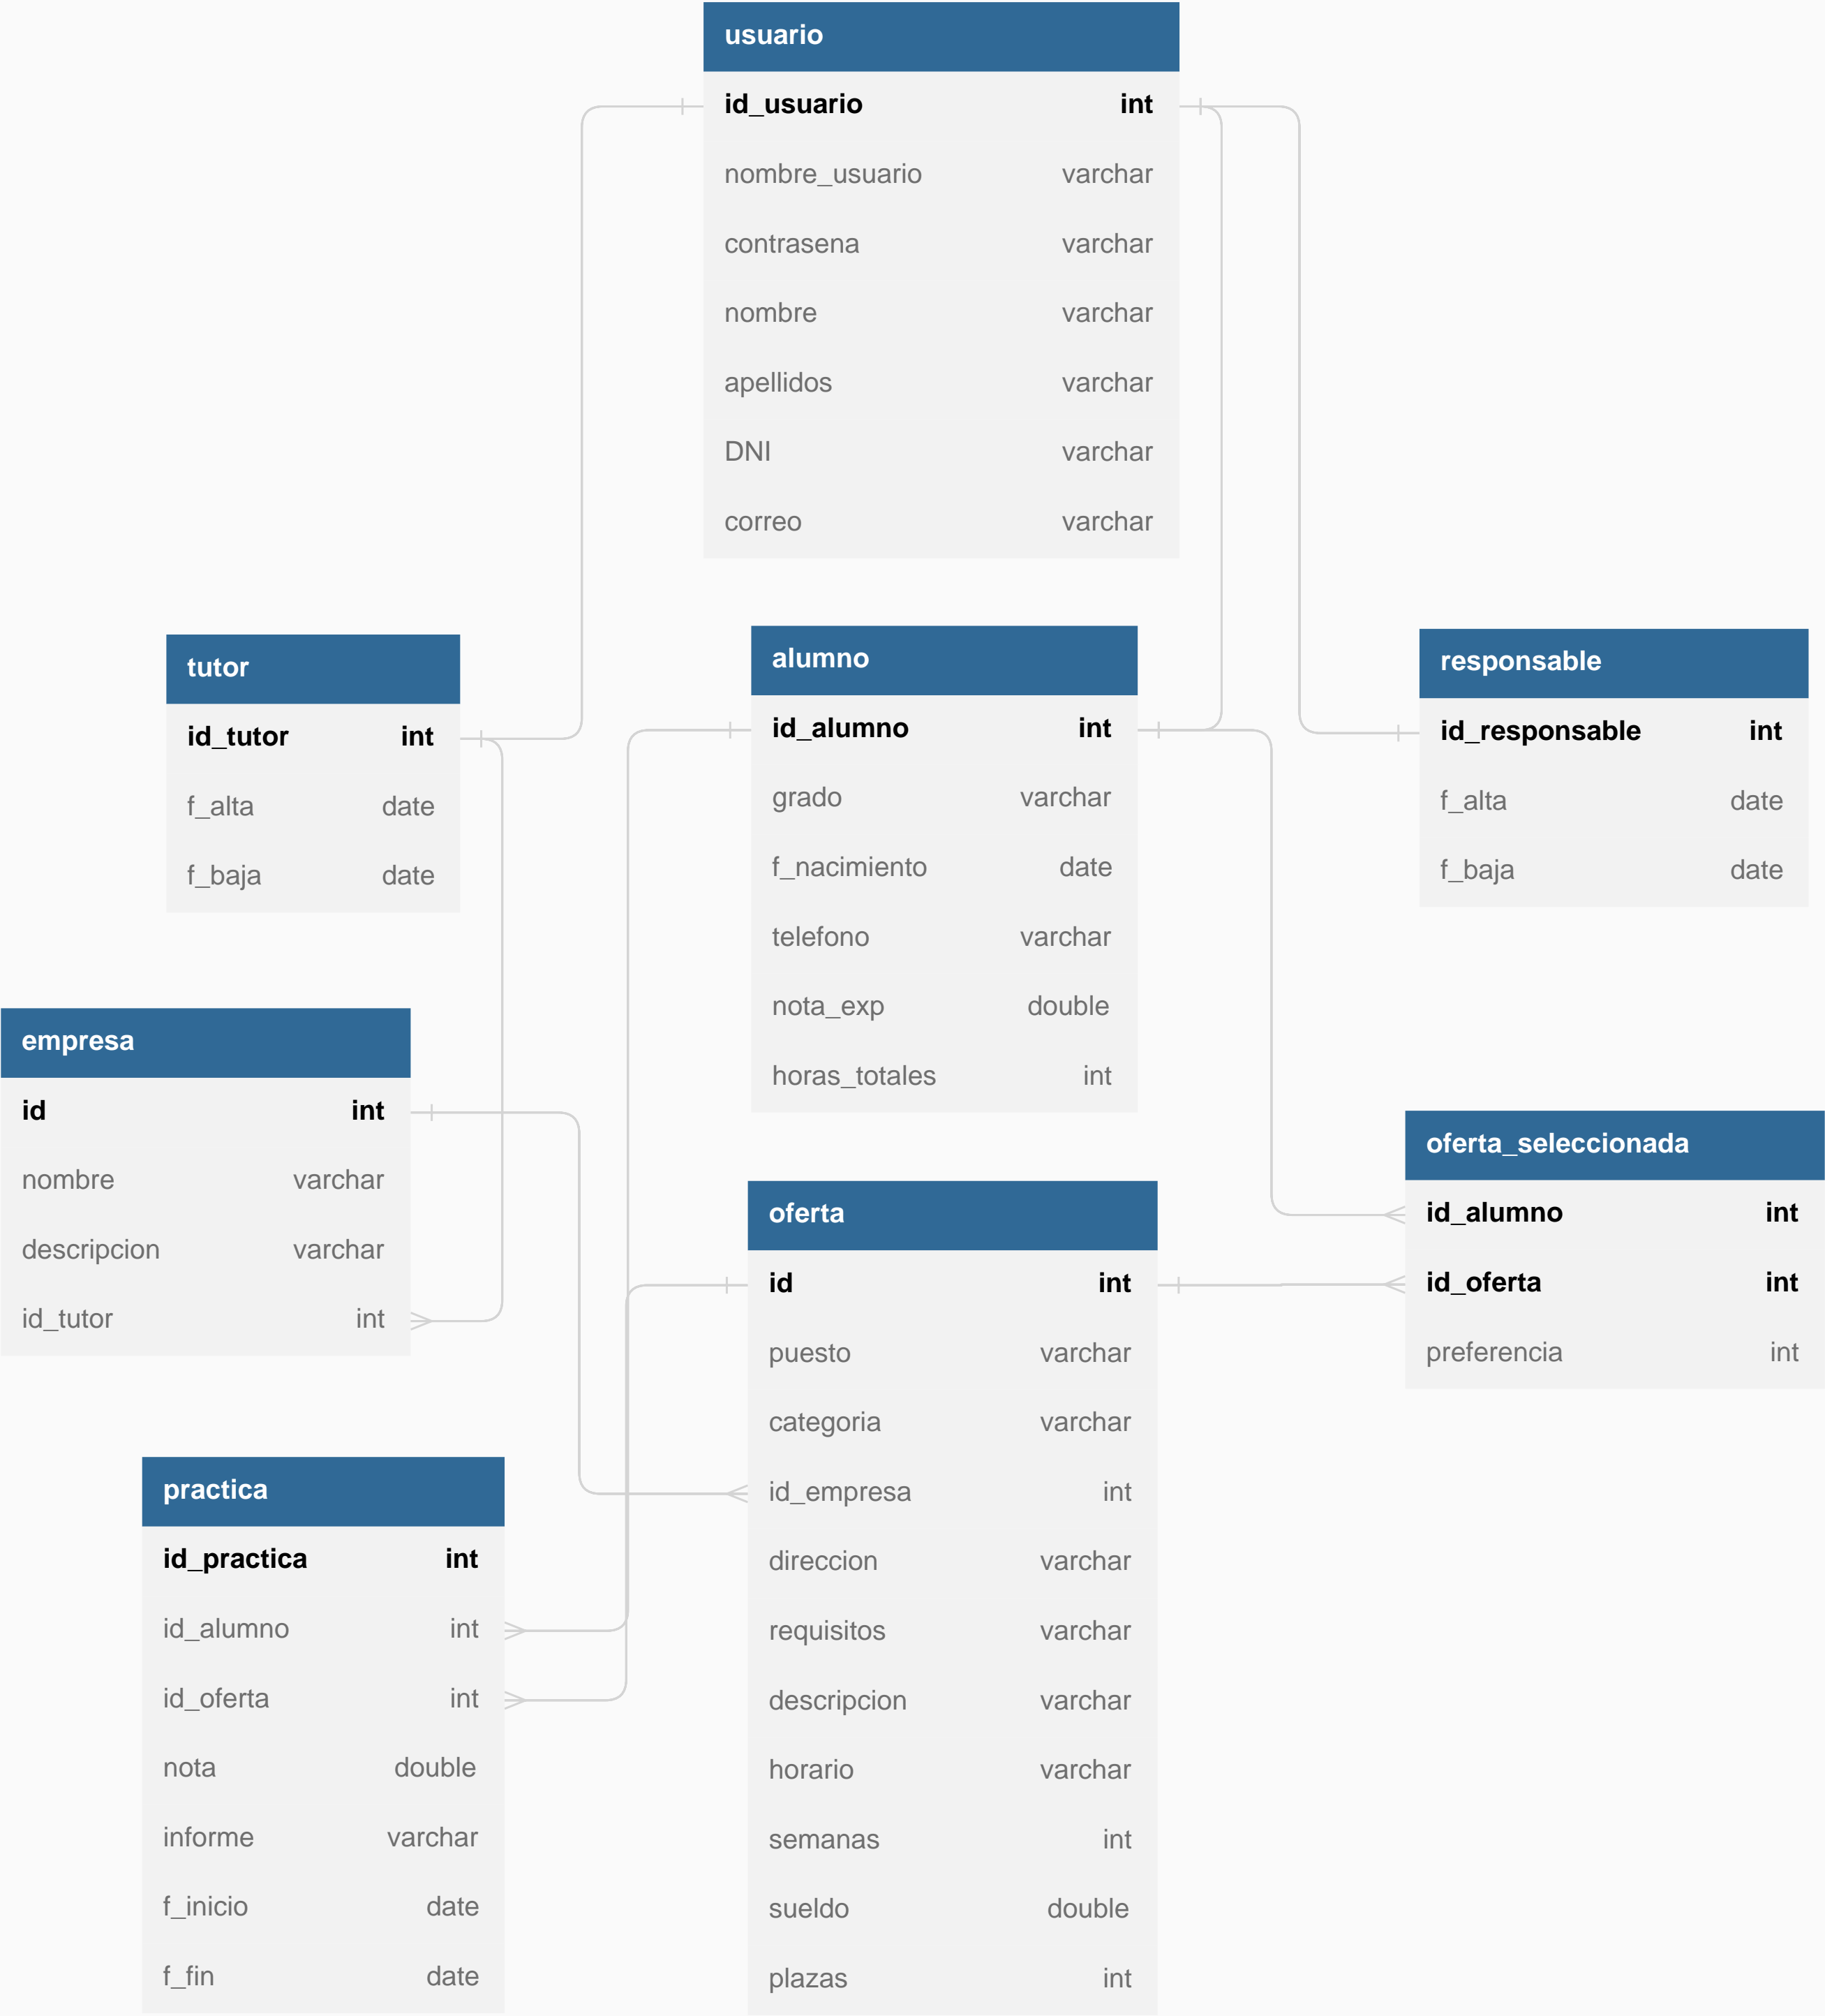 usuario
id_usuario int
nombre_usuario varchar
contrasena varchar
nombre varchar
apellidos varchar
DNI varchar
correo varchar
tutor
id_tutor int
f_alta date
f_baja date
alumno
id_alumno int
grado varchar
f_nacimiento date
telefono varchar
nota_exp double
horas_totales int
responsable
id_responsable int
f_alta date
f_baja date
empresa
id int
nombre varchar
descripcion varchar
id_tutor int
oferta_seleccionada
id_alumno int
id_oferta int
preferencia int
oferta
id int
puesto varchar
categoria varchar
id_empresa int
direccion varchar
requisitos varchar
descripcion varchar
horario varchar
semanas int
sueldo double
plazas int
practica
id_practica int
id_alumno int
id_oferta int
nota double
informe varchar
f_inicio date
f_fin date